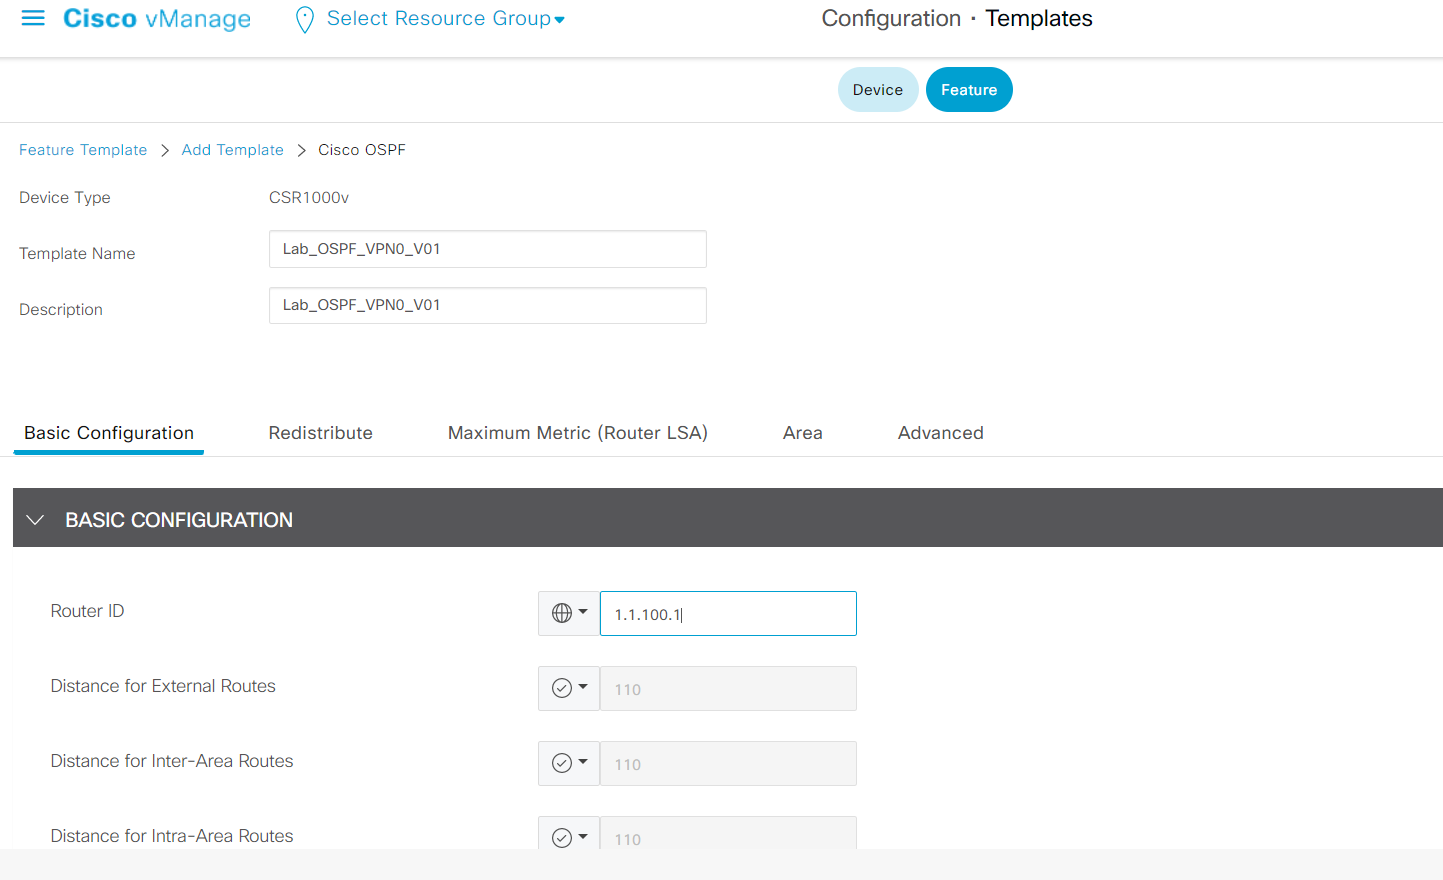 Cisco vManage Select Resource Group Configuration · Templates
Device Feature
Feature Template > Add Template > Cisco OSPF
Device Type CSR1000v
Template Name Lab_OSPF_VPN0_V01
Description Lab_OSPF_VPN0_V01
Basic Configuration Redistribute Maximum Metric (Router LSA) Area Advanced
BASIC CONFIGURATION
Router ID 1.1.100.1
Distance for External Routes 110
Distance for Inter-Area Routes 110
Distance for Intra-Area Routes 110